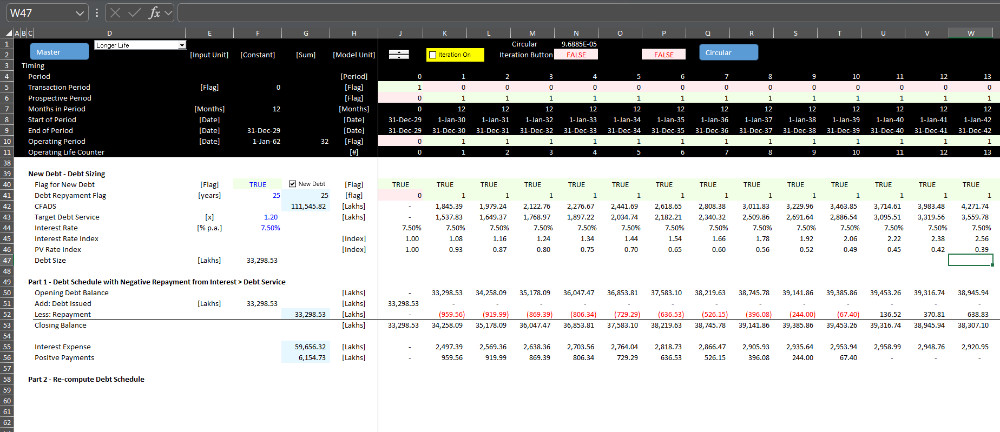 W47 fx
A B C D E F G H J K L M N O P Q R S T U V W
1 Longer Life Circular 9.6885E-05
2 Master [Input Unit] [Constant] [Sum] [Model Unit] Iteration On Iteration Button FALSE FALSE Circular
3 Timing
4 Period [Period] 0 1 2 3 4 5 6 7 8 9 10 11 12 13
5 Transaction Period [Flag] 0 [Flag] 1 0 0 0 0 0 0 0 0 0 0 0 0 0
6 Prospective Period [Flag] 0 1 1 1 1 1 1 1 1 1 1 1 1 1
7 Months in Period [Months] 12 [Months] 0 12 12 12 12 12 12 12 12 12 12 12 12 12
8 Start of Period [Date] [Date] 31-Dec-29 1-Jan-30 1-Jan-31 1-Jan-32 1-Jan-33 1-Jan-34 1-Jan-35 1-Jan-36 1-Jan-37 1-Jan-38 1-Jan-39 1-Jan-40 1-Jan-41 1-Jan-42
9 End of Period [Date] 31-Dec-29 [Date] 31-Dec-29 31-Dec-30 31-Dec-31 31-Dec-32 31-Dec-33 31-Dec-34 31-Dec-35 31-Dec-36 31-Dec-37 31-Dec-38 31-Dec-39 31-Dec-40 31-Dec-41 31-Dec-42
10 Operating Period [Date] 1-Jan-62 32 [Flag] 0 1 1 1 1 1 1 1 1 1 1 1 1 1
11 Operating Life Counter [#] 0 1 2 3 4 5 6 7 8 9 10 11 12 13
38
39 New Debt - Debt Sizing
40 Flag for New Debt [Flag] TRUE New Debt [Flag] TRUE TRUE TRUE TRUE TRUE TRUE TRUE TRUE TRUE TRUE TRUE TRUE TRUE TRUE
41 Debt Repyament Flag [years] 25 25 [flag] 0 1 1 1 1 1 1 1 1 1 1 1 1 1
42 CFADS 111,545.82 [Lakhs] - 1,845.39 1,979.24 2,122.76 2,276.67 2,441.69 2,618.65 2,808.38 3,011.83 3,229.96 3,463.85 3,714.61 3,983.48 4,271.74
43 Target Debt Service [x] 1.20 [Lakhs] - 1,537.83 1,649.37 1,768.97 1,897.22 2,034.74 2,182.21 2,340.32 2,509.86 2,691.64 2,886.54 3,095.51 3,319.56 3,559.78
44 Interest Rate [% p.a.] 7.50% 7.50% 7.50% 7.50% 7.50% 7.50% 7.50% 7.50% 7.50% 7.50% 7.50% 7.50% 7.50% 7.50% 7.50%
45 Interest Rate Index [Index] 1.00 1.08 1.16 1.24 1.34 1.44 1.54 1.66 1.78 1.92 2.06 2.22 2.38 2.56
46 PV Rate Index [Index] 1.00 0.93 0.87 0.80 0.75 0.70 0.65 0.60 0.56 0.52 0.49 0.45 0.42 0.39
47 Debt Size [Lakhs] 33,298.53
48
49 Part 1 - Debt Schedule with Negative Repayment from Interest > Debt Service
50 Opening Debt Balance [Lakhs] - 33,298.53 34,258.09 35,178.09 36,047.47 36,853.81 37,583.10 38,219.63 38,745.78 39,141.86 39,385.86 39,453.26 39,316.74 38,945.94
51 Add: Debt Issued [Lakhs] 33,298.53 [Lakhs] 33,298.53 - - - - - - - - - - - - -
52 Less: Repayment 33,298.53 [Lakhs] - (959.56) (919.99) (869.39) (806.34) (729.29) (636.53) (526.15) (396.08) (244.00) (67.40) 136.52 370.81 638.83
53 Closing Balance [Lakhs] 33,298.53 34,258.09 35,178.09 36,047.47 36,853.81 37,583.10 38,219.63 38,745.78 39,141.86 39,385.86 39,453.26 39,316.74 38,945.94 38,307.10
54
55 Interest Expense 59,656.32 [Lakhs] - 2,497.39 2,569.36 2,638.36 2,703.56 2,764.04 2,818.73 2,866.47 2,905.93 2,935.64 2,953.94 2,958.99 2,948.76 2,920.95
56 Positve Payments 6,154.73 [Lakhs] - 959.56 919.99 869.39 806.34 729.29 636.53 526.15 396.08 244.00 67.40 - - -
57
58 Part 2 - Re-compute Debt Schedule
59
60
61
62